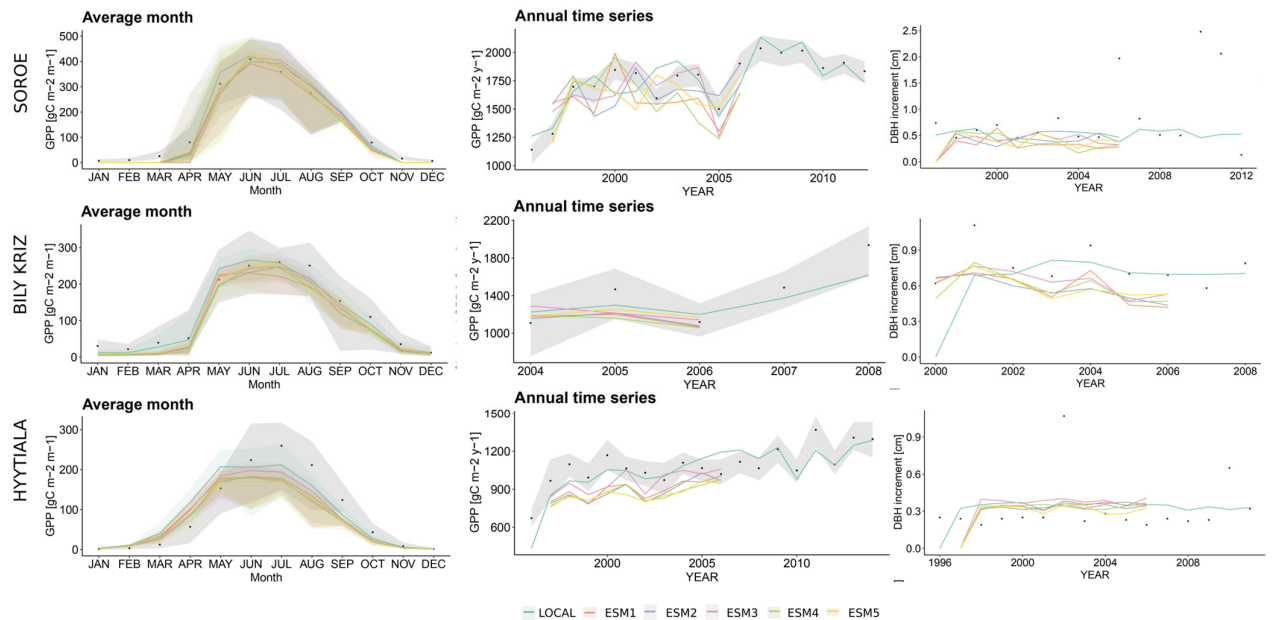 SOROE
Average month
GPP [gC m−2 m−1]
500
400
300
200
100
0
JAN FEB MAR APR MAY JUN JUL AUG SEP OCT NOV DEC
Month
Annual time series
GPP [gC m−2 y−1]
2000
1750
1500
1250
1000
2000 2005 2010
YEAR
DBH increment [cm]
2.5
2.0
1.5
1.0
0.5
0.0
2000 2004 2008 2012
YEAR
BILY KRIZ
Average month
GPP [gC m−2 m−1]
300
200
100
0
JAN FEB MAR APR MAY JUN JUL AUG SEP OCT NOV DEC
Month
Annual time series
GPP [gC m−2 y−1]
2200
1900
1600
1300
1000
2004 2005 2006 2007 2008
YEAR
DBH increment [cm]
0.9
0.6
0.3
0.0
2000 2002 2004 2006 2008
YEAR
HYYTIALA
Average month
GPP [gC m−2 m−1]
300
200
100
0
JAN FEB MAR APR MAY JUN JUL AUG SEP OCT NOV DEC
Month
Annual time series
GPP [gC m−2 y−1]
1500
1200
900
600
2000 2005 2010
YEAR
DBH increment [cm]
0.9
0.6
0.3
0.0
1996 2000 2004 2008
YEAR
LOCAL ESM1 ESM2 ESM3 ESM4 ESM5